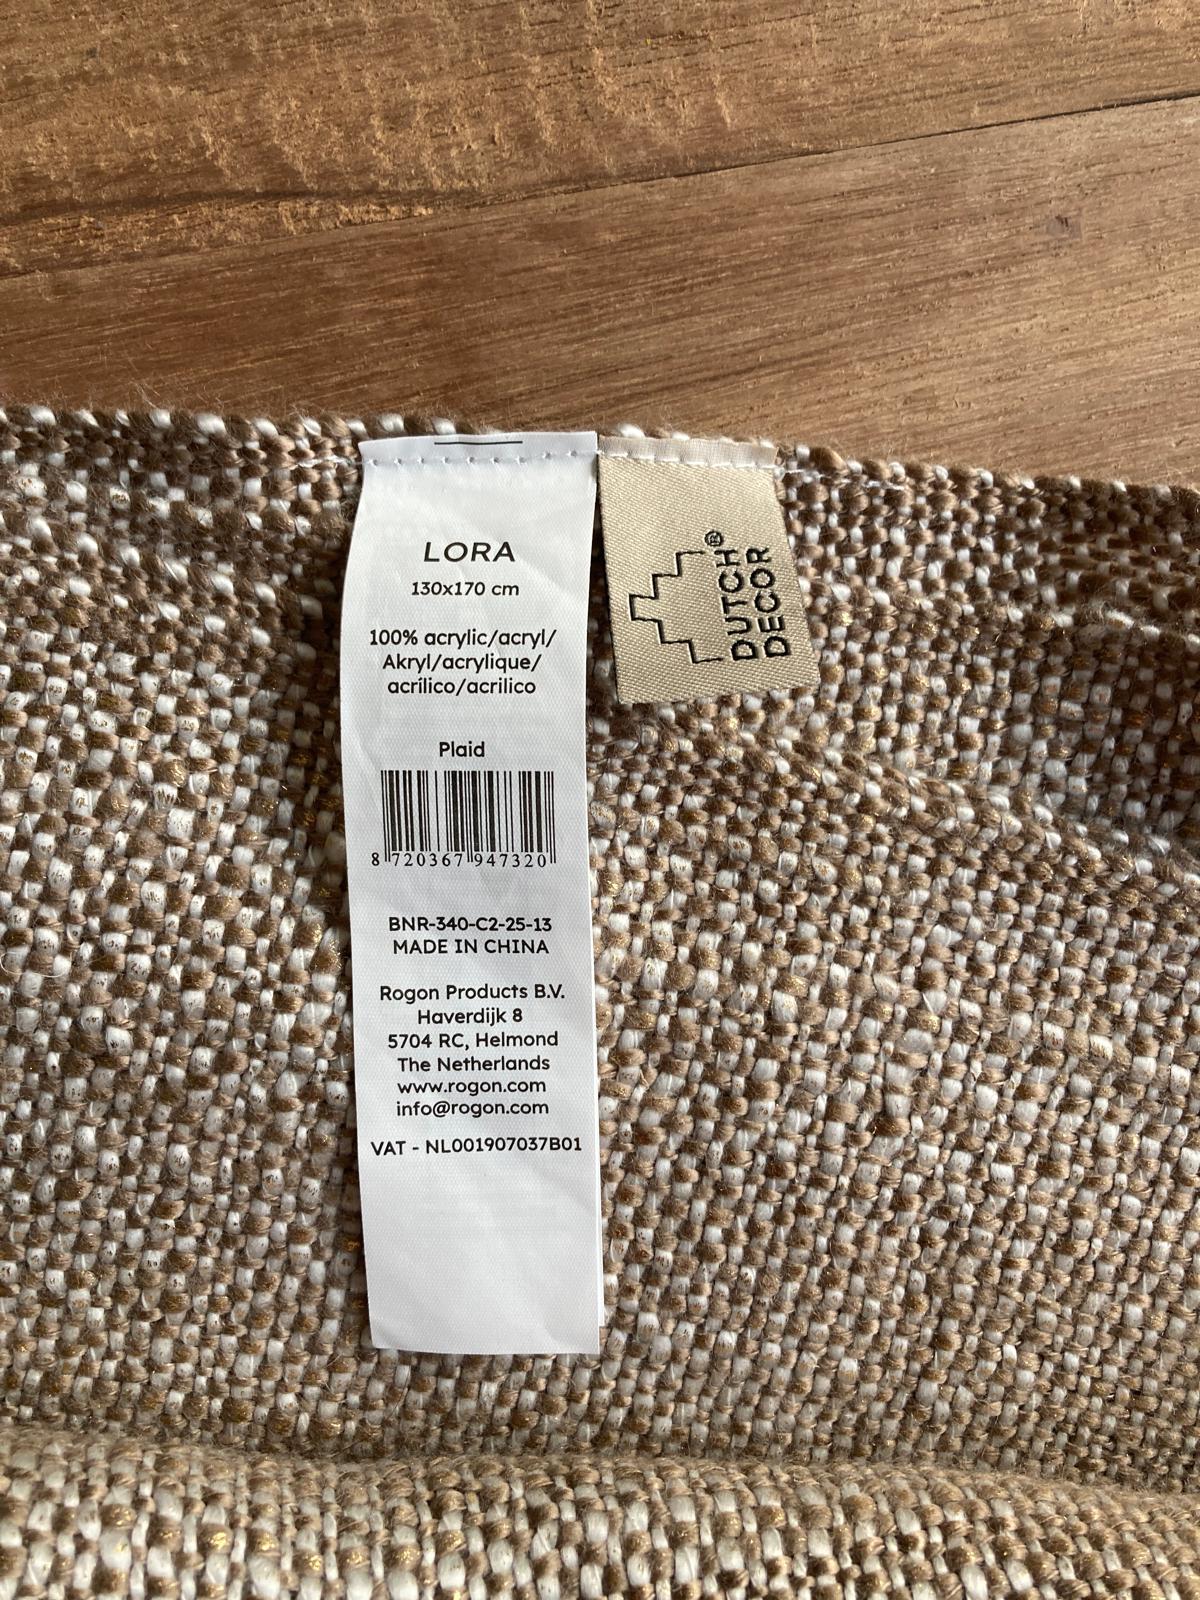 LORA
130x170 cm
100% acrylic/acryl/
Akryl/acrylique/
acrílico/acrilico
Plaid
8 720367 947320
BNR-340-C2-25-13
MADE IN CHINA
Rogon Products B.V.
Haverdijk 8
5704 RC, Helmond
The Netherlands
www.rogon.com
info@rogon.com
VAT - NL001907037B01
DUTCH®
DECOR